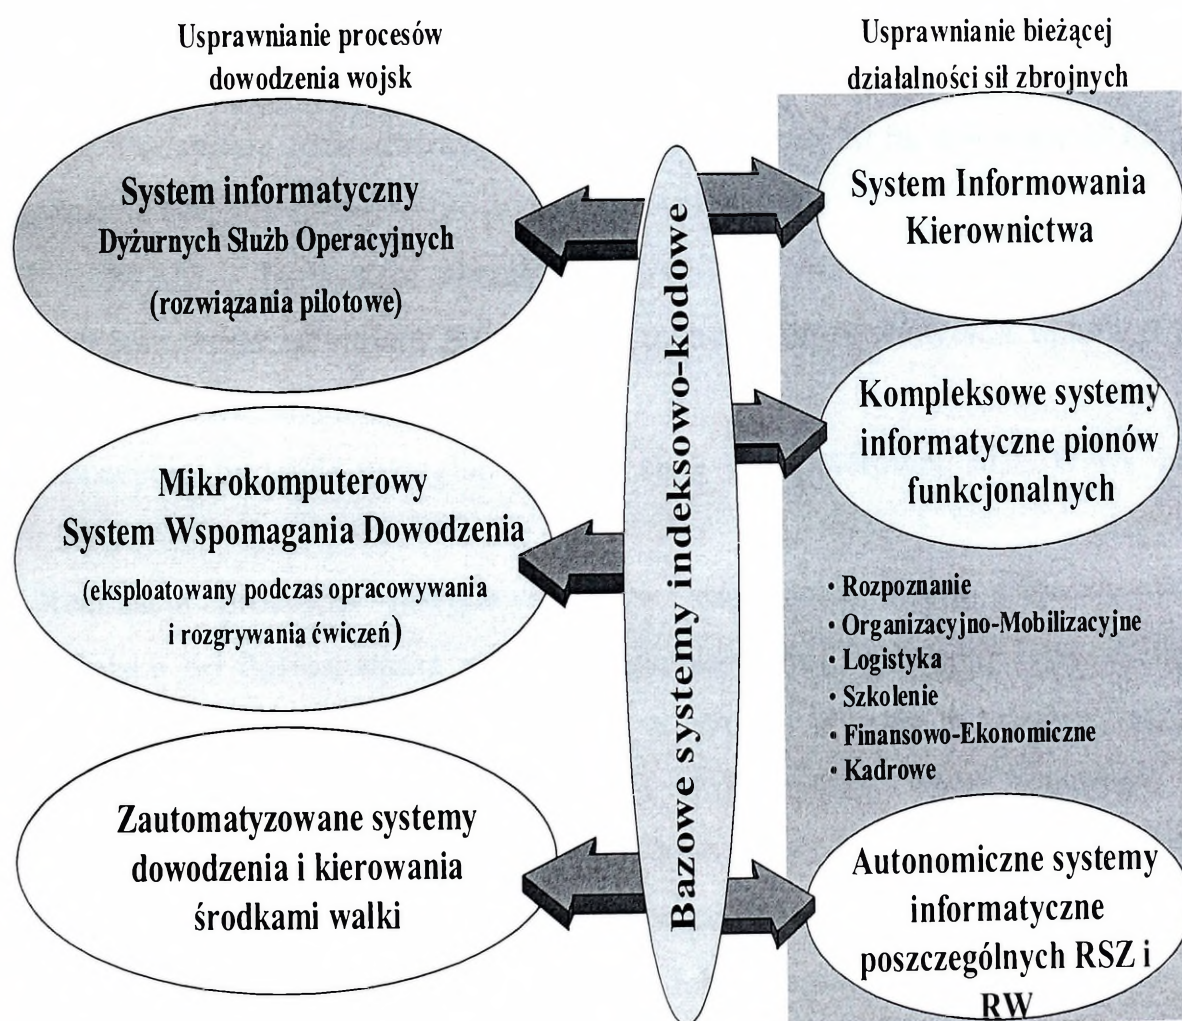 Usprawnianie procesów
dowodzenia wojsk
System informatyczny
Dyżurnych Służb Operacyjnych
(rozwiązania pilotowe)
Mikrokomputerowy
System Wspomagania Dowodzenia
(eksploatowany podczas opracowywania
i rozgrywania ćwiczeń)
Zautomatyzowane systemy
dowodzenia i kierowania
środkami walki
Bazowe systemy indeksowo-kodowe
Usprawnianie bieżącej
działalności sił zbrojnych
System Informowania
Kierownictwa
Kompleksowe systemy
informatyczne pionów
funkcjonalnych
• Rozpoznanie
• Organizacyjno-Mobilizacyjne
• Logistyka
• Szkolenie
• Finansowo-Ekonomiczne
• Kadrowe
Autonomiczne systemy
informatyczne
poszczególnych RSZ i
RW